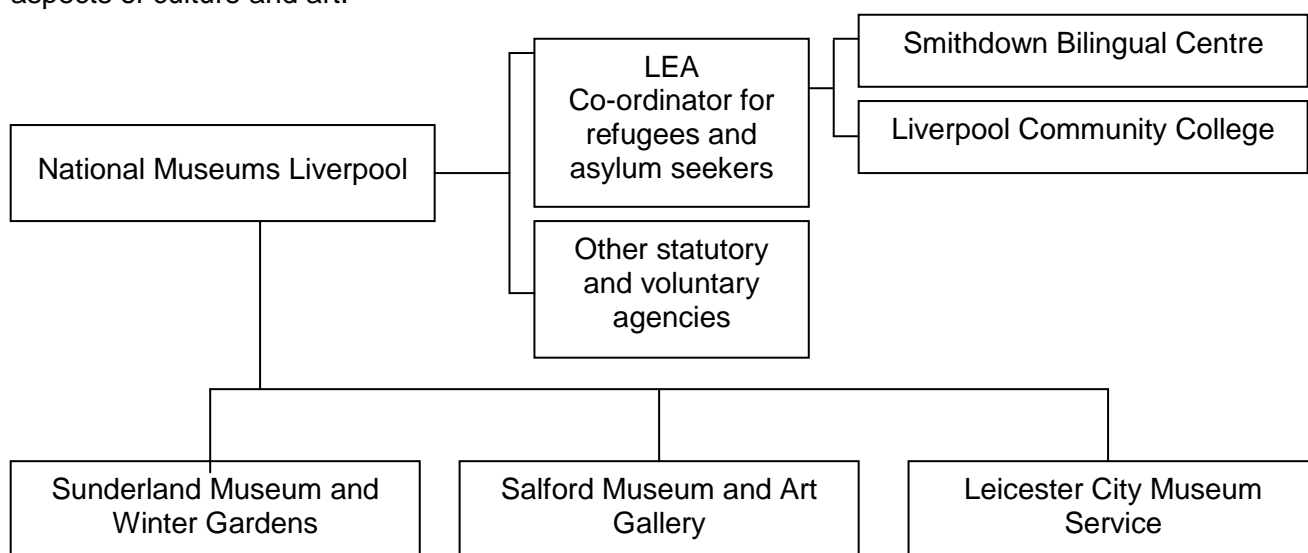 aspects of culture and art.
Smithdown Bilingual Centre
LEA
Co-ordinator for
refugees and
asylum seekers
Liverpool Community College
National Museums Liverpool
Other statutory
and voluntary
agencies
Sunderland Museum and
Winter Gardens
Salford Museum and Art
Gallery
Leicester City Museum
Service